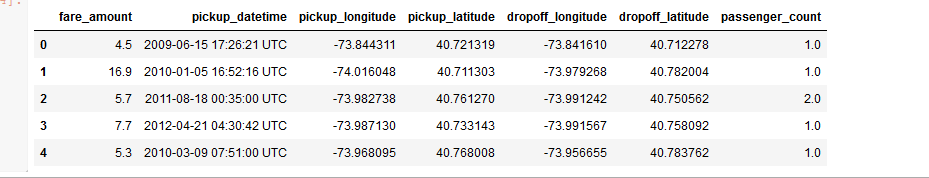 fare_amount pickup_datetime pickup_longitude pickup_latitude dropoff_longitude dropoff_latitude passenger_count
0 4.5 2009-06-15 17:26:21 UTC -73.844311 40.721319 -73.841610 40.712278 1.0
1 16.9 2010-01-05 16:52:16 UTC -74.016048 40.711303 -73.979268 40.782004 1.0
2 5.7 2011-08-18 00:35:00 UTC -73.982738 40.761270 -73.991242 40.750562 2.0
3 7.7 2012-04-21 04:30:42 UTC -73.987130 40.733143 -73.991567 40.758092 1.0
4 5.3 2010-03-09 07:51:00 UTC -73.968095 40.768008 -73.956655 40.783762 1.0